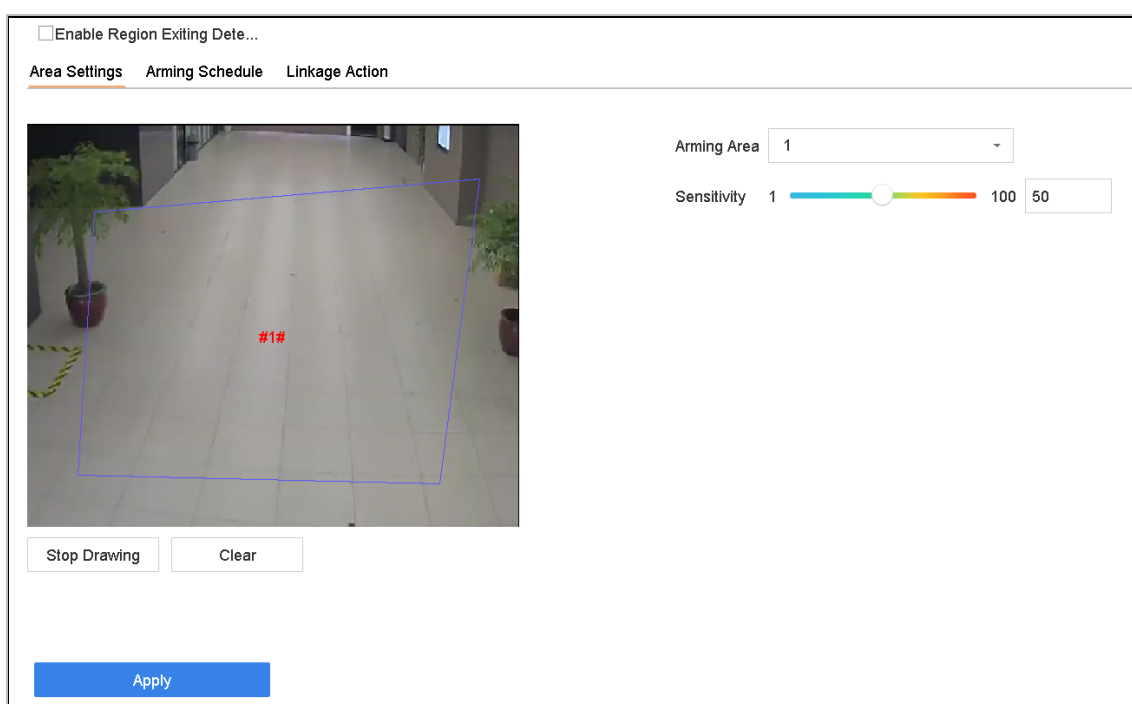 Enable Region Exiting Dete...
Area Settings Arming Schedule Linkage Action
Arming Area 1
Sensitivity 1 100 50
#1#
Stop Drawing Clear
Apply